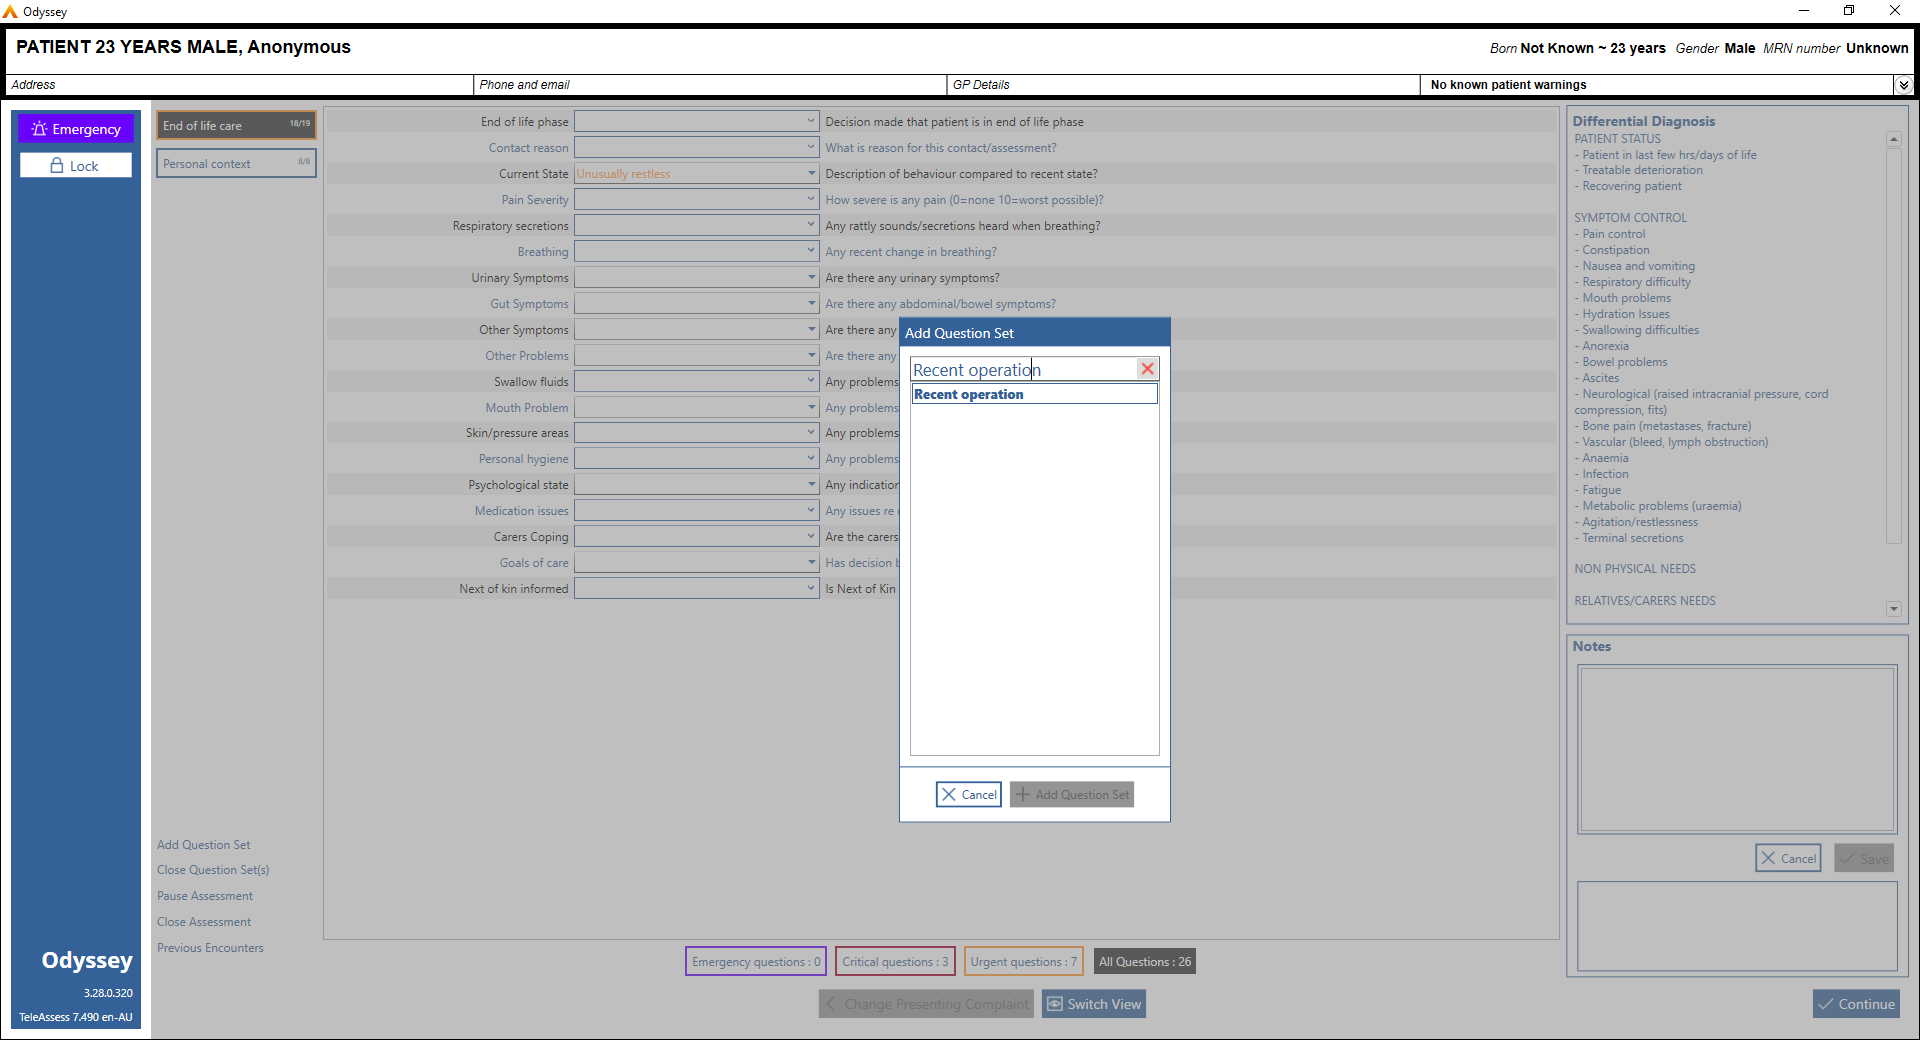 Odyssey
PATIENT 23 YEARS MALE, Anonymous
Born Not Known ~ 23 years Gender Male MRN number Unknown
Address
Phone and email
GP Details
No known patient warnings
Emergency
Lock
End of life care 18/19
Personal context 8/8
End of life phase Decision made that patient is in end of life phase
Contact reason What is reason for this contact/assessment?
Current State Unusually restless Description of behaviour compared to recent state?
Pain Severity How severe is any pain (0=none 10=worst possible)?
Respiratory secretions Any rattly sounds/secretions heard when breathing?
Breathing Any recent change in breathing?
Urinary Symptoms Are there any urinary symptoms?
Gut Symptoms Are there any abdominal/bowel symptoms?
Other Symptoms Are there any
Other Problems Are there any
Swallow fluids Any problems
Mouth Problem Any problems
Skin/pressure areas Any problems
Personal hygiene Any problems
Psychological state Any indication
Medication issues Any issues re
Carers Coping Are the carers
Goals of care Has decision
Next of kin informed Is Next of Kin
Add Question Set
Recent operation
Recent operation
Cancel
Add Question Set
Differential Diagnosis
PATIENT STATUS
- Patient in last few hrs/days of life
- Treatable deterioration
- Recovering patient
SYMPTOM CONTROL
- Pain control
- Constipation
- Nausea and vomiting
- Respiratory difficulty
- Mouth problems
- Hydration Issues
- Swallowing difficulties
- Anorexia
- Bowel problems
- Ascites
- Neurological (raised intracranial pressure, cord
compression, fits)
- Bone pain (metastases, fracture)
- Vascular (bleed, lymph obstruction)
- Anaemia
- Infection
- Fatigue
- Metabolic problems (uraemia)
- Agitation/restlessness
- Terminal secretions
NON PHYSICAL NEEDS
RELATIVES/CARERS NEEDS
Notes
Cancel
Save
Add Question Set
Close Question Set(s)
Pause Assessment
Close Assessment
Previous Encounters
Odyssey
3.28.0.320
TeleAssess 7.490 en-AU
Emergency questions : 0
Critical questions : 3
Urgent questions : 7
All Questions : 26
Change Presenting Complaint
Switch View
Continue